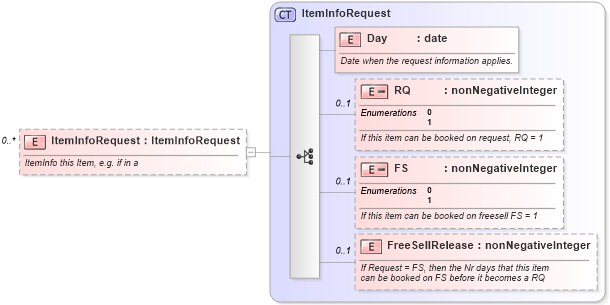 CT ItemInfoRequest
E Day : date
Date when the request information applies.
0..1
E RQ : nonNegativeInteger
Enumerations 0
1
If this item can be booked on request, RQ = 1
0..* E ItemInfoRequest : ItemInfoRequest
ItemInfo this Item, e.g. if in a
0..1
E FS : nonNegativeInteger
Enumerations 0
1
If this item can be booked on freesell FS = 1
0..1
E FreeSellRelease : nonNegativeInteger
If Request = FS, then the Nr days that this item
can be booked on FS before it becomes a RQ